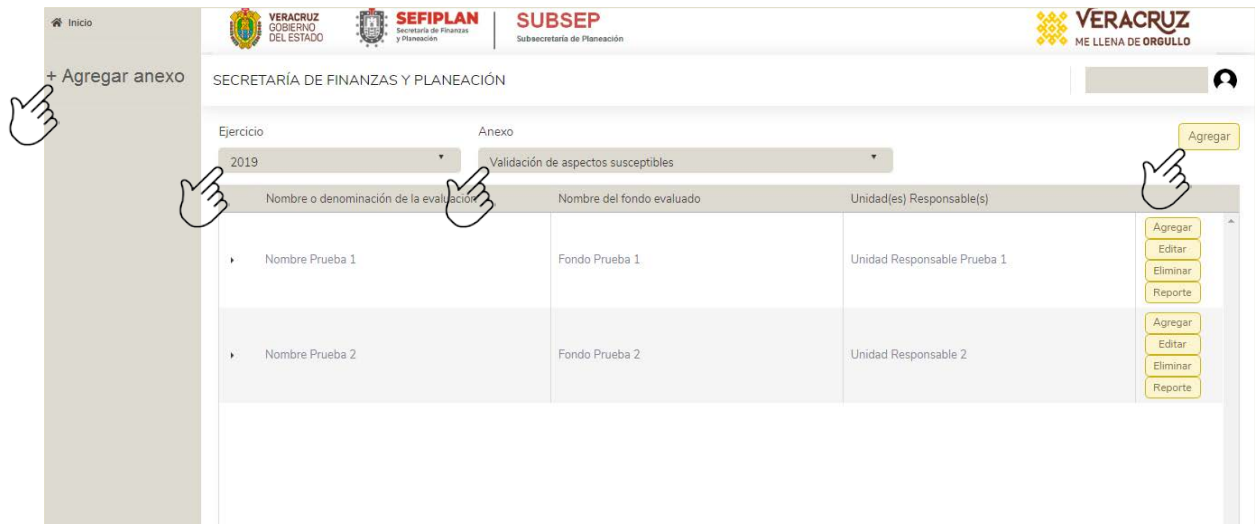 Inicio
VERACRUZ
GOBIERNO
DEL ESTADO
SEFIPLAN
Secretaría de Finanzas
y Planeación
SUBSEP
Subsecretaría de Planeación
VERACRUZ
ME LLENA DE ORGULLO
+ Agregar anexo
SECRETARÍA DE FINANZAS Y PLANEACIÓN
Ejercicio
Anexo
Agregar
2019
Validación de aspectos susceptibles
Nombre o denominación de la evaluación
Nombre del fondo evaluado
Unidad(es) Responsable(s)
Nombre Prueba 1
Fondo Prueba 1
Unidad Responsable Prueba 1
Agregar
Editar
Eliminar
Reporte
Nombre Prueba 2
Fondo Prueba 2
Unidad Responsable 2
Agregar
Editar
Eliminar
Reporte